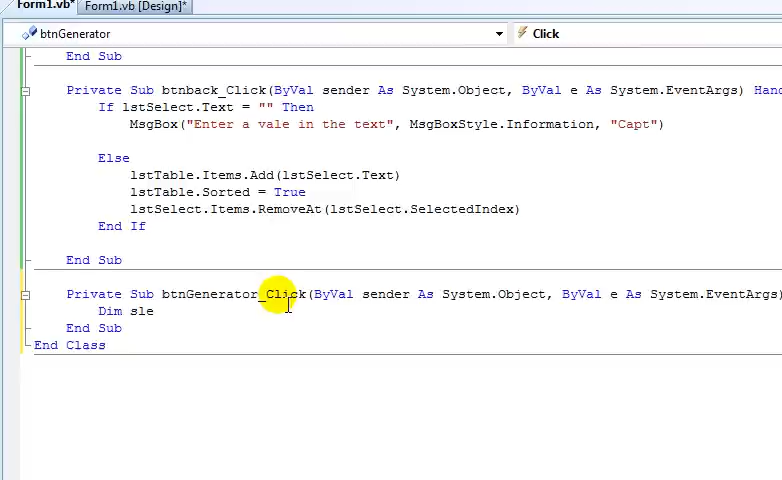 Form1.vb* Form1.vb [Design]*
btnGenerator Click
End Sub
Private Sub btnback_Click(ByVal sender As System.Object, ByVal e As System.EventArgs) Hand
If lstSelect.Text = "" Then
MsgBox("Enter a vale in the text", MsgBoxStyle.Information, "Capt")
Else
lstTable.Items.Add(lstSelect.Text)
lstTable.Sorted = True
lstSelect.Items.RemoveAt(lstSelect.SelectedIndex)
End If
End Sub
Private Sub btnGenerator_Click(ByVal sender As System.Object, ByVal e As System.EventArgs)
Dim sle
End Sub
End Class